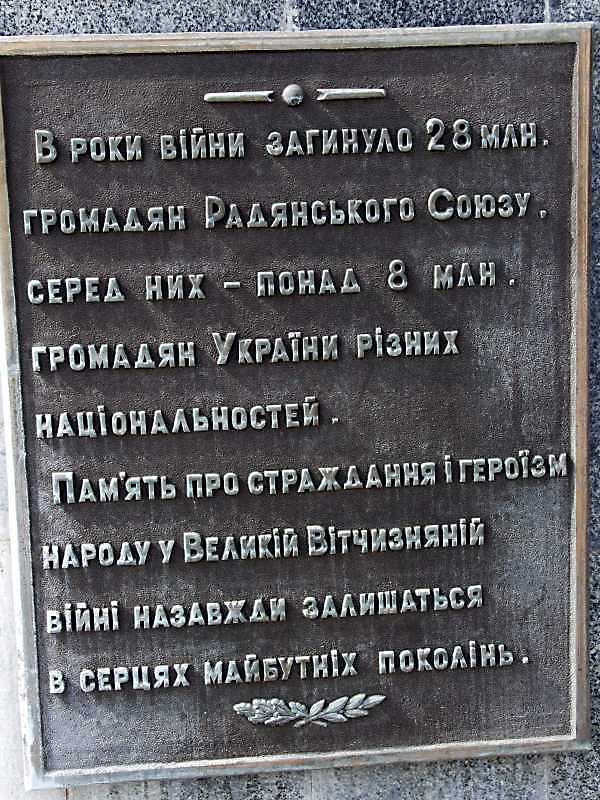 В роки війни загинуло 28 млн.
громадян Радянського Союзу.
серед них – понад 8 млн.
громадян України різних
національностей.
Пам'ять про страждання і героїзм
народу у Великій Вітчизняній
війні назавжди залишаться
в серцях майбутніх поколінь.